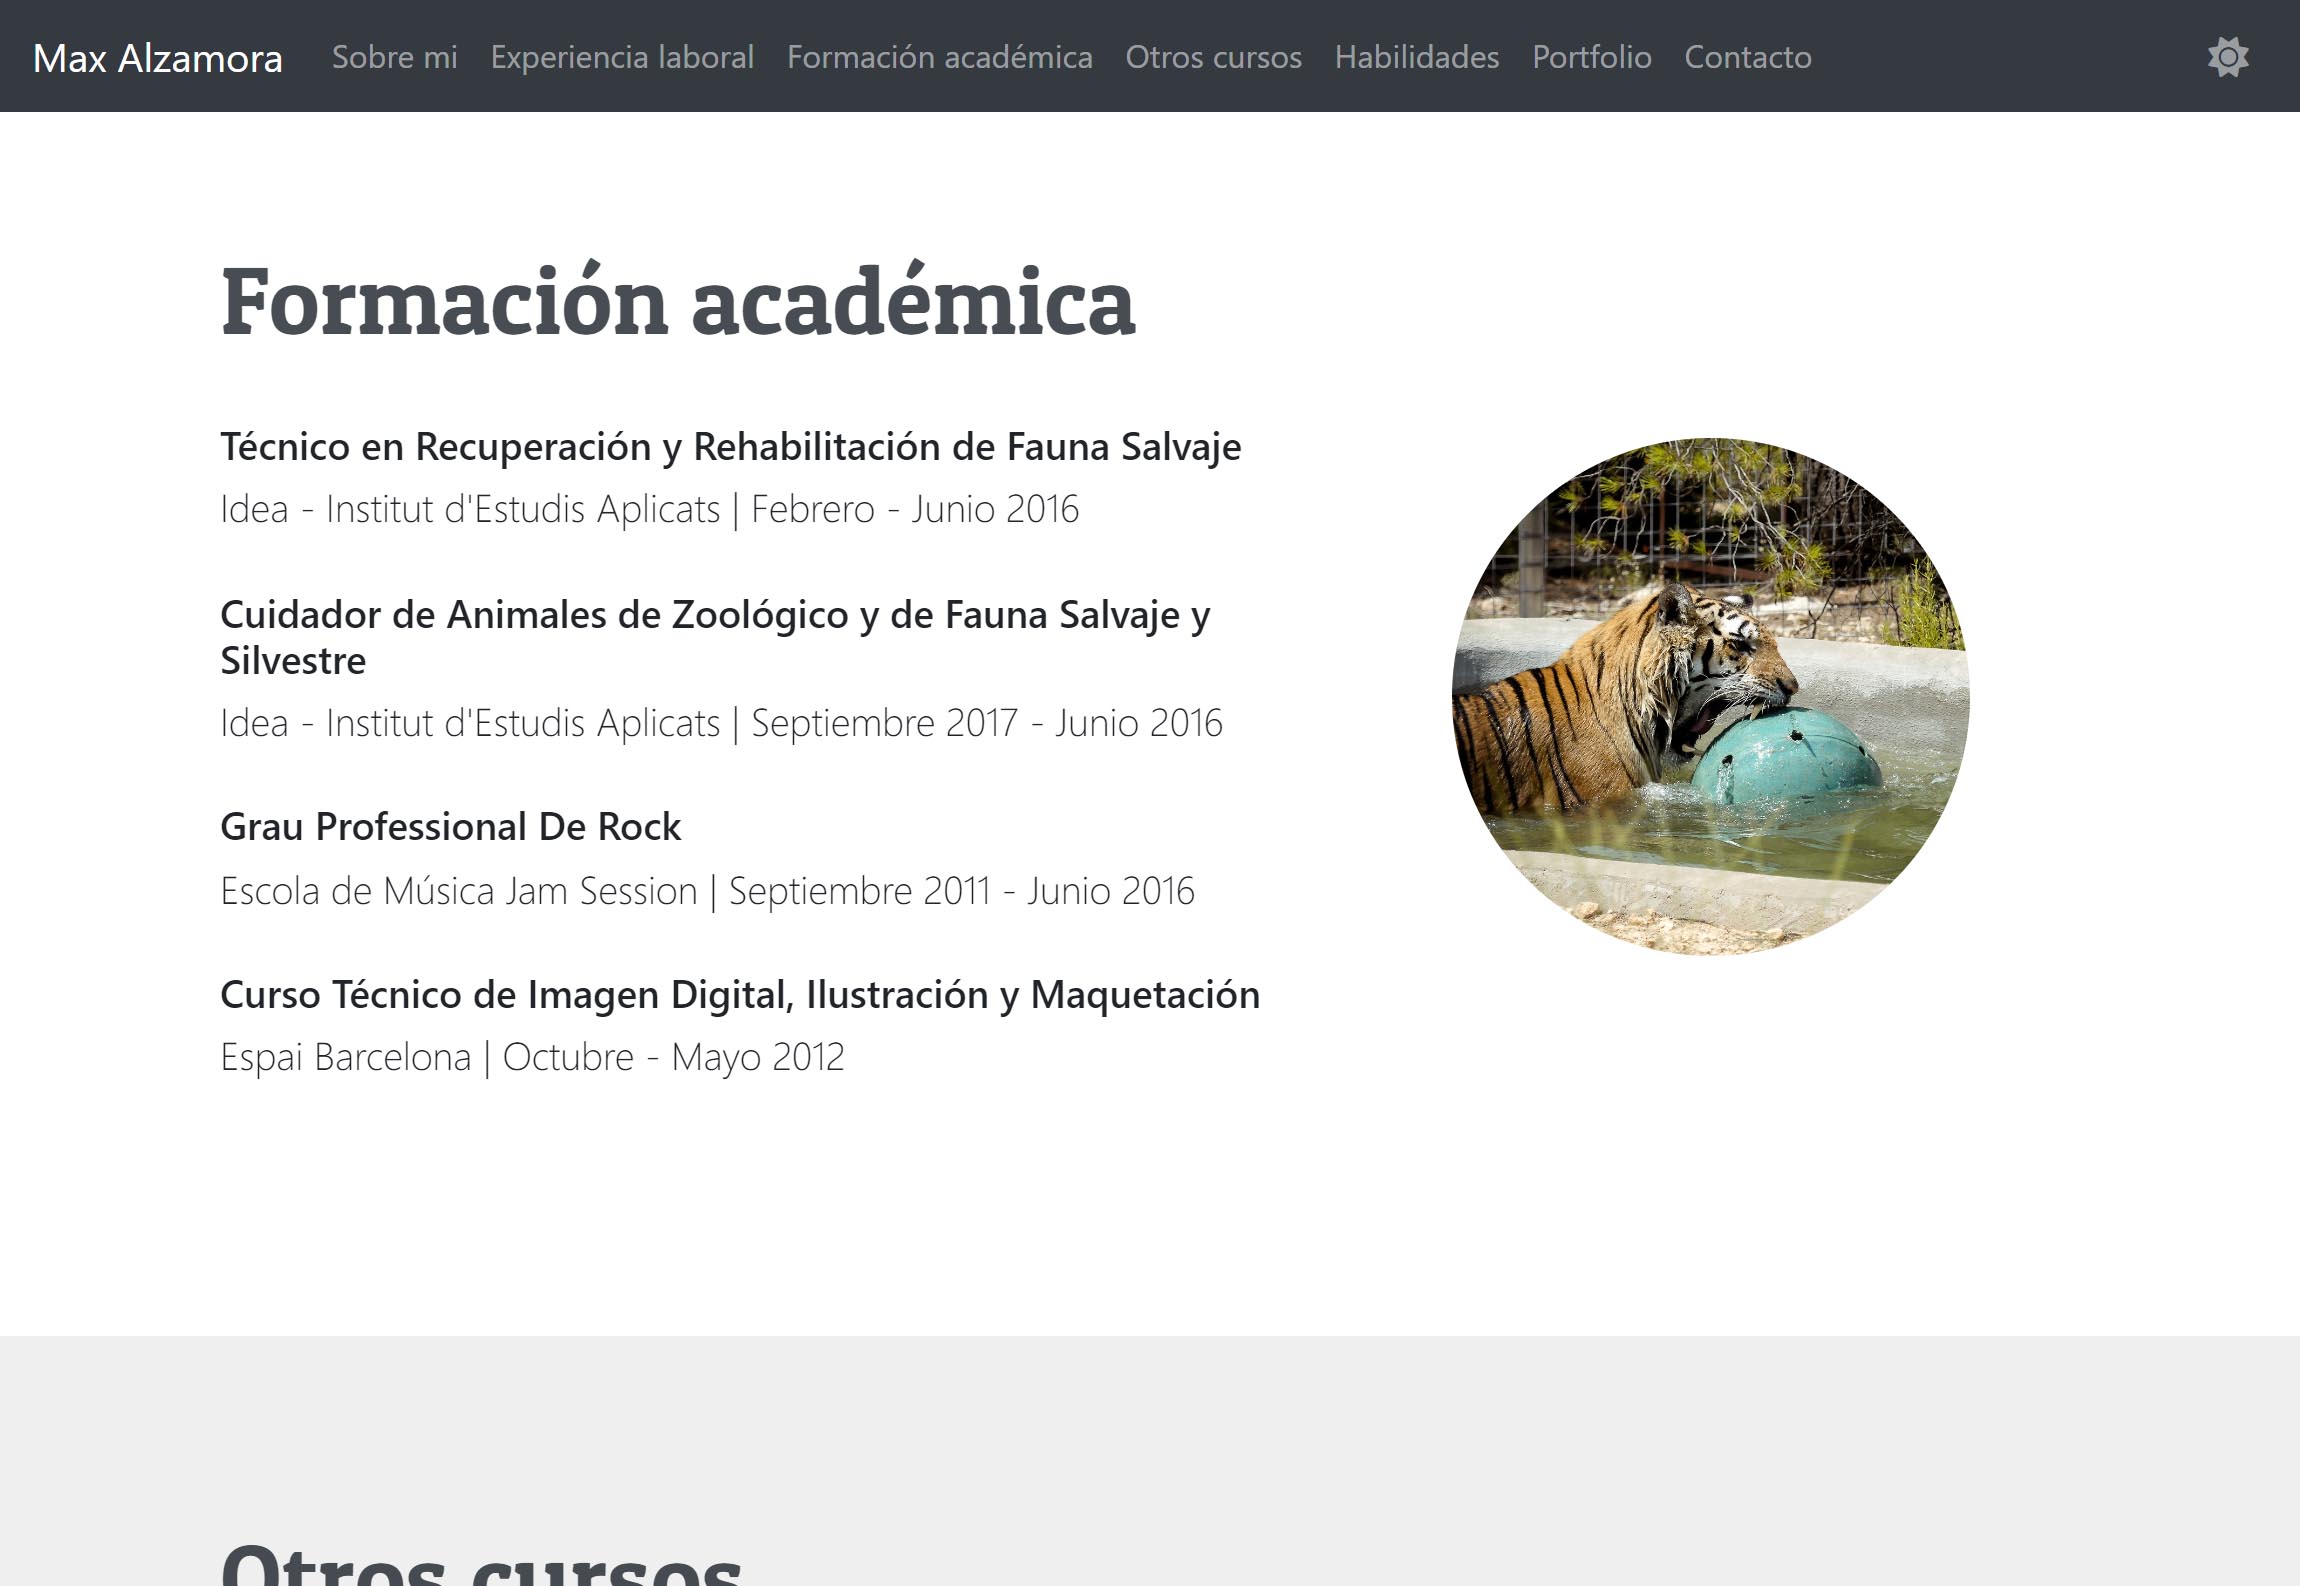 Max Alzamora Sobre mi Experiencia laboral Formación académica Otros cursos Habilidades Portfolio Contacto
Formación académica
Técnico en Recuperación y Rehabilitación de Fauna Salvaje
Idea - Institut d'Estudis Aplicats | Febrero - Junio 2016
Cuidador de Animales de Zoológico y de Fauna Salvaje y
Silvestre
Idea - Institut d'Estudis Aplicats | Septiembre 2017 - Junio 2016
Grau Professional De Rock
Escola de Música Jam Session | Septiembre 2011 - Junio 2016
Curso Técnico de Imagen Digital, Ilustración y Maquetación
Espai Barcelona | Octubre - Mayo 2012
Otros cursos